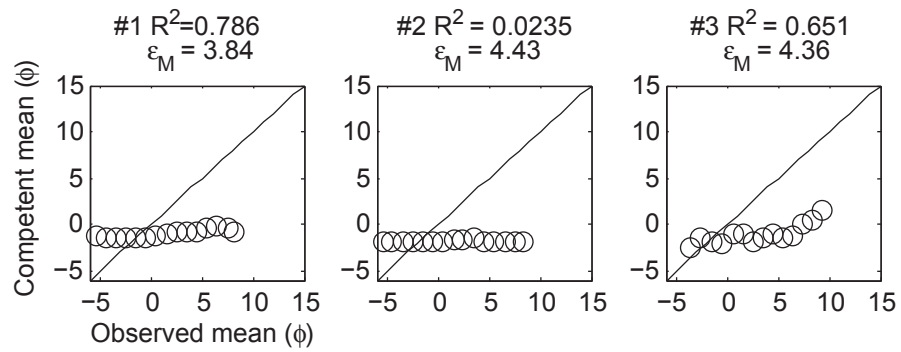 #1 R²=0.786
ε_M = 3.84
#2 R² = 0.0235
ε_M = 4.43
#3 R² = 0.651
ε_M = 4.36
Competent mean (ϕ)
15
10
5
0
−5
−5 0 5 10 15
15
10
5
0
−5
−5 0 5 10 15
15
10
5
0
−5
−5 0 5 10 15
Observed mean (ϕ)